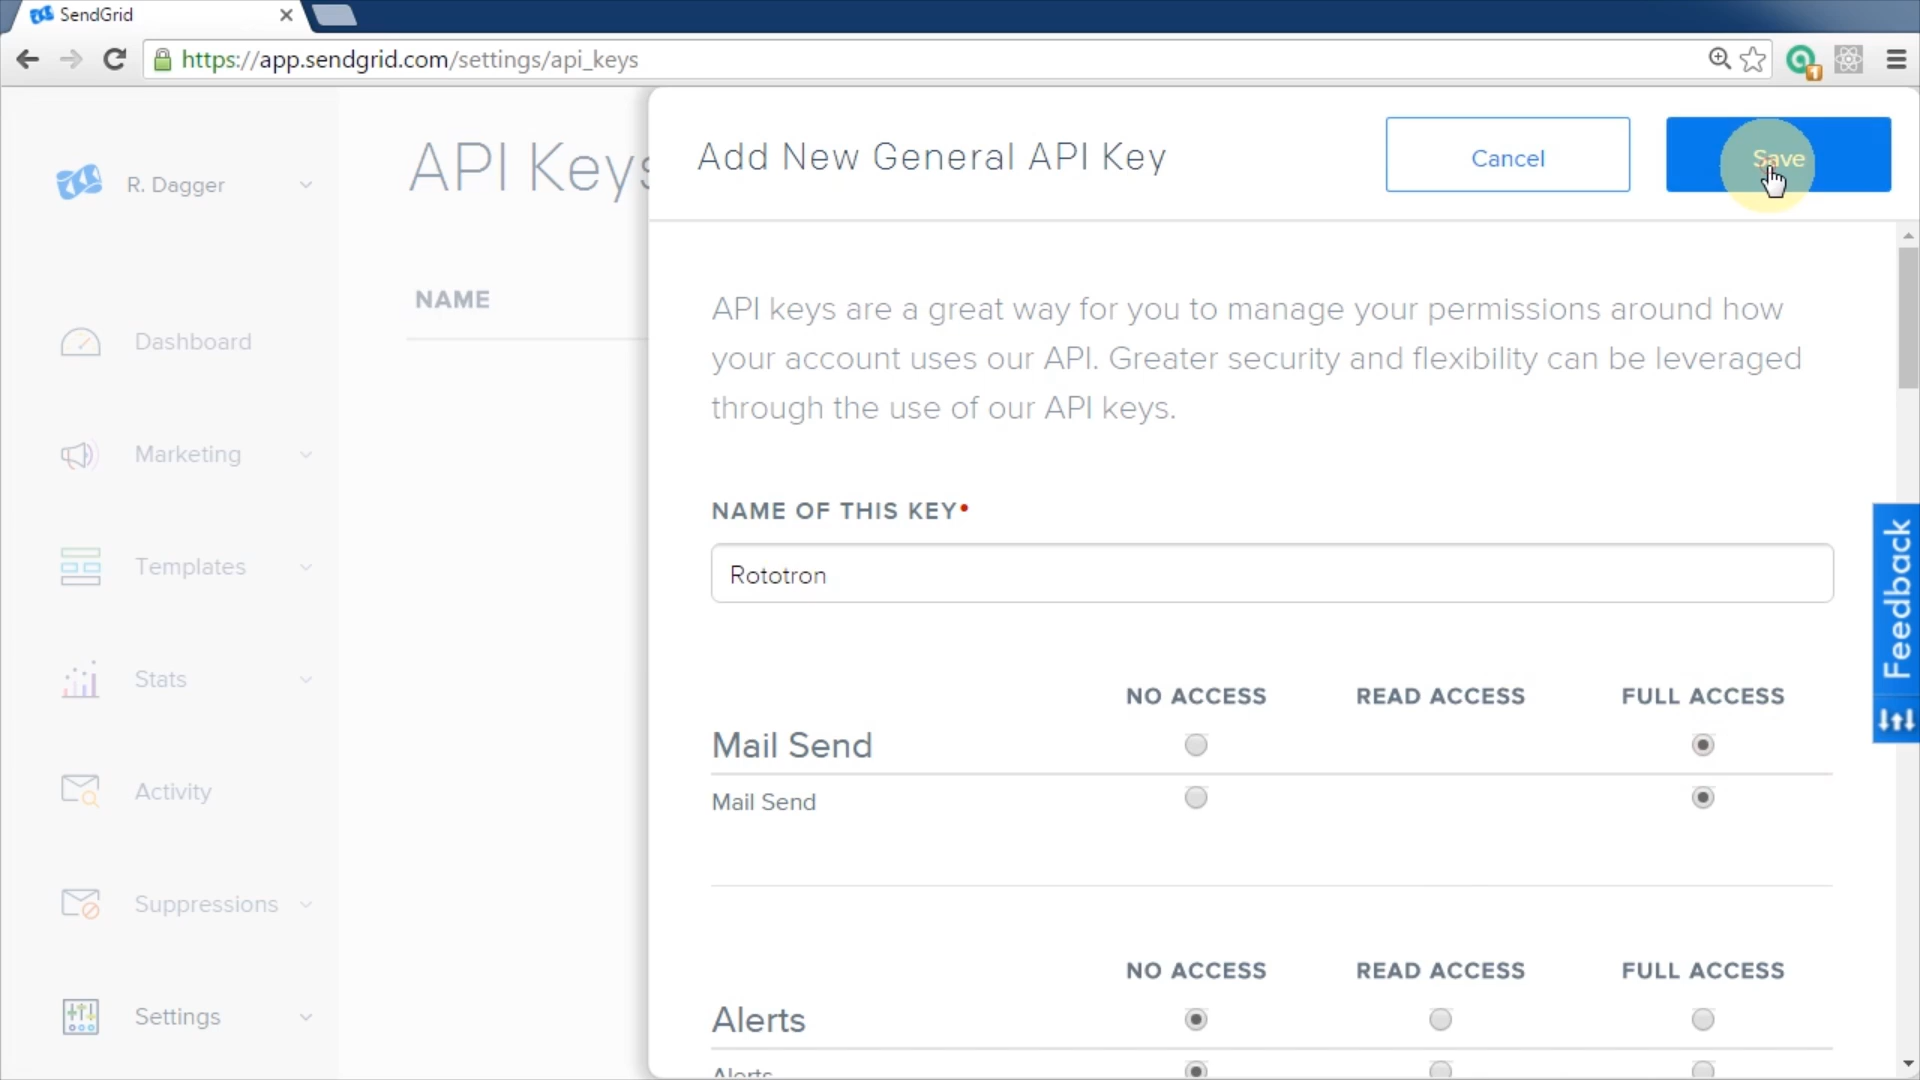 SendGrid
https://app.sendgrid.com/settings/api_keys
1
R. Dagger
API Keys
Add New General API Key
Cancel
Save
NAME
API keys are a great way for you to manage your permissions around how
your account uses our API. Greater security and flexibility can be leveraged
through the use of our API keys.
Dashboard
Marketing
Templates
Stats
Activity
Suppressions
Settings
NAME OF THIS KEY•
Rototron
Feedback
NO ACCESS READ ACCESS FULL ACCESS
Mail Send
Mail Send
NO ACCESS READ ACCESS FULL ACCESS
Alerts
Alerts